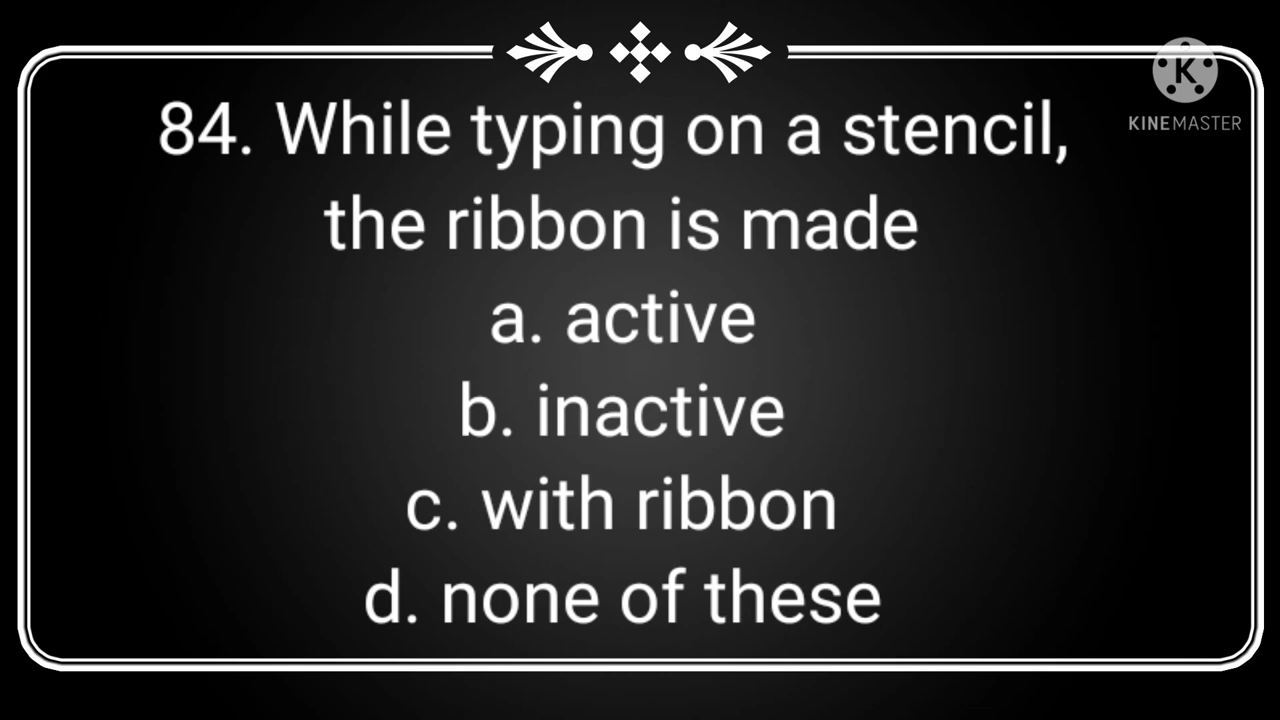 84. While typing on a stencil,
the ribbon is made
a. active
b. inactive
c. with ribbon
d. none of these
K
KINEMASTER